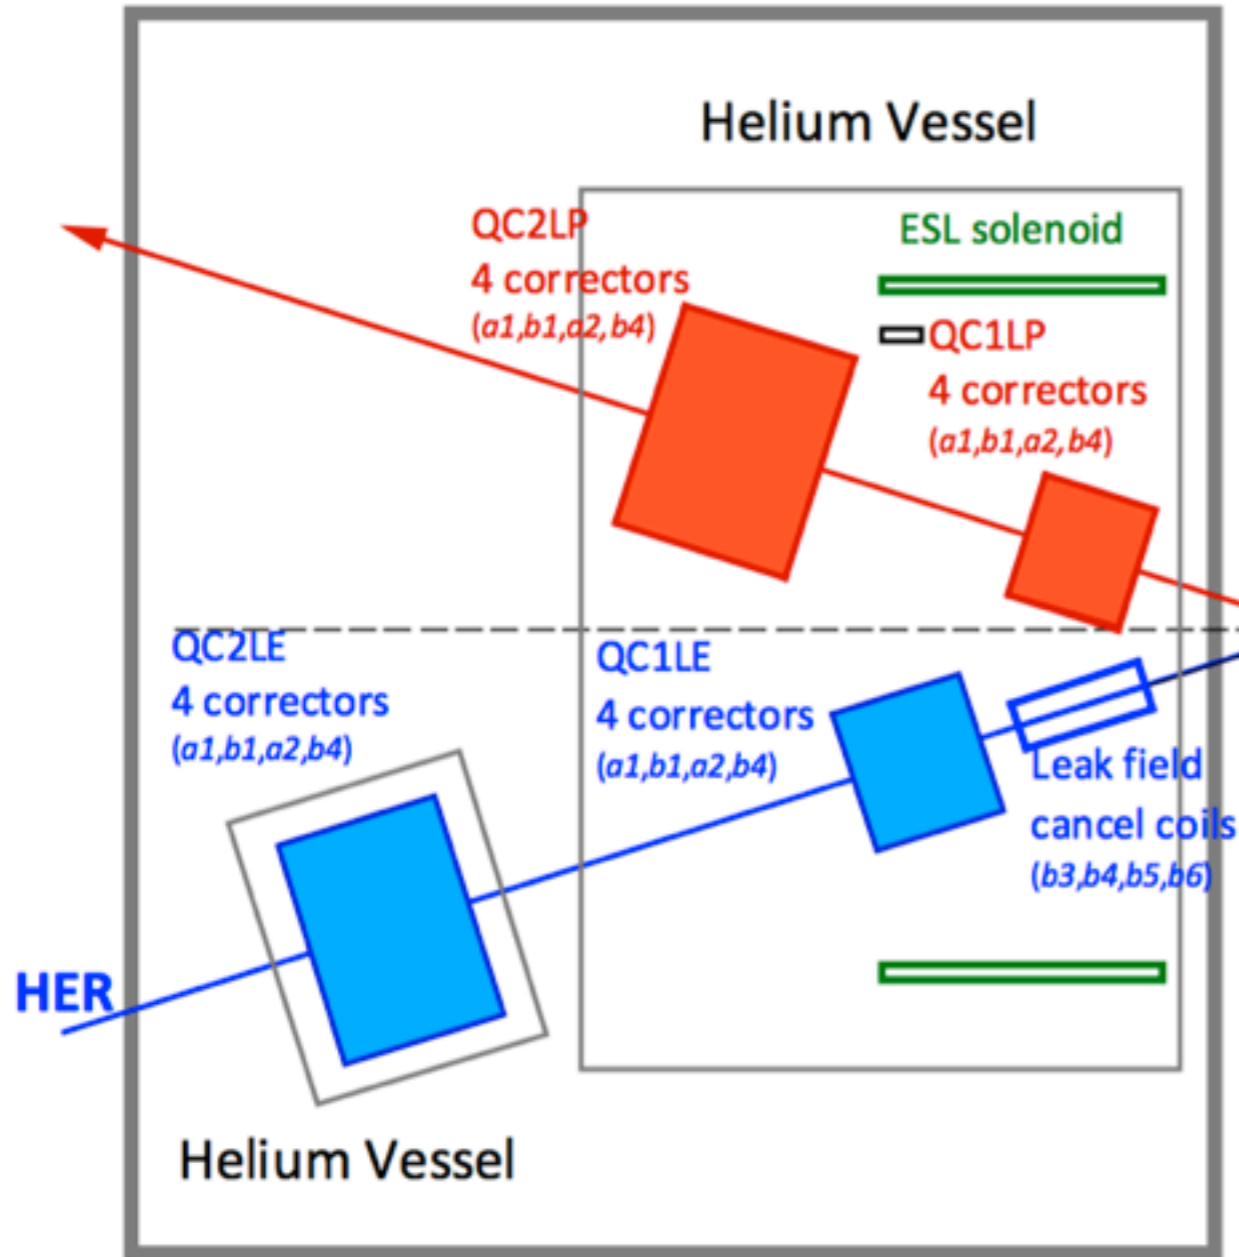 Helium Vessel
QC2LP
4 correctors
(a1,b1,a2,b4)
ESL solenoid
QC1LP
4 correctors
(a1,b1,a2,b4)
QC2LE
4 correctors
(a1,b1,a2,b4)
QC1LE
4 correctors
(a1,b1,a2,b4)
Leak field
cancel coils
(b3,b4,b5,b6)
HER
Helium Vessel